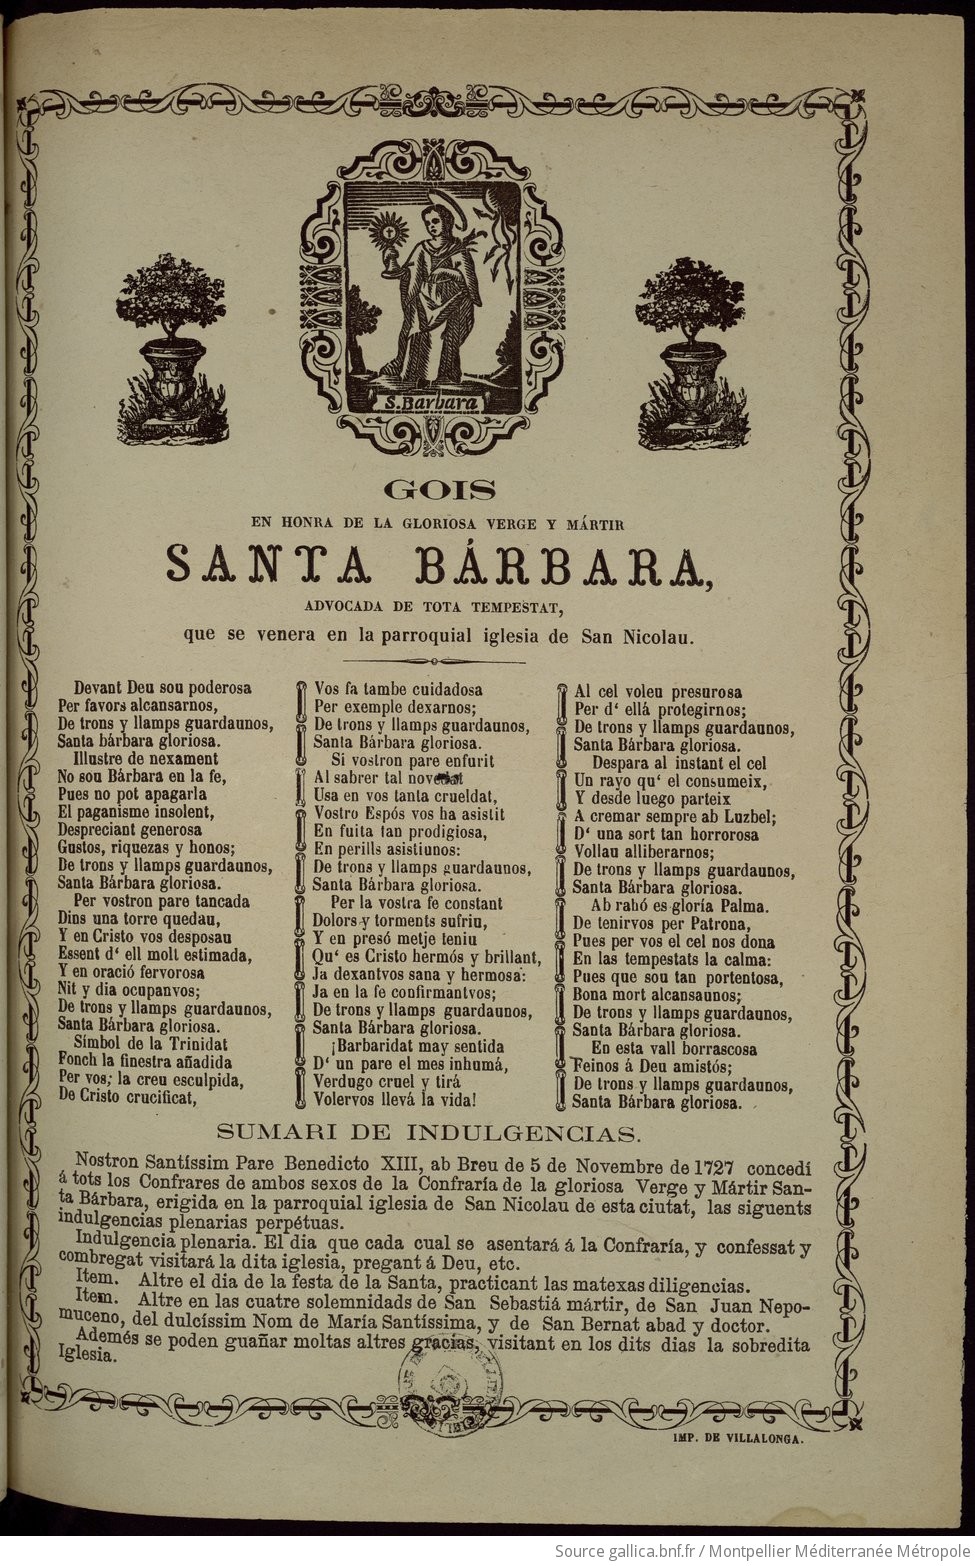 S. Barbara
GOIS
EN HONRA DE LA GLORIOSA VERGE Y MÁRTIR
SANTA BÁRBARA,
ADVOCADA DE TOTA TEMPESTAT,
que se venera en la parroquial iglesia de San Nicolau.
Devant Deu sou poderosa
Per favors alcansarnos,
De trons y llamps guardaunos,
Santa bárbara gloriosa.
Illustre de nexament
No sou Bárbara en la fe,
Pues no pot apagarla
El paganisme insolent,
Despreciant generosa
Gustos, riquezas y honos;
De trons y llamps guardaunos,
Santa Bárbara gloriosa.
Per vostron pare tancada
Dins una torre quedau,
Y en Cristo vos desposau
Essent d' ell molt estimada,
Y en oració fervorosa
Nit y dia ocupanvos;
De trons y llamps guardaunos,
Santa Bárbara gloriosa.
Símbol de la Trinidat
Fonch la finestra añadida
Per vos; la creu esculpida,
De Cristo crucificat,
Vos fa tambe cuidadosa
Per exemple dexarnos;
De trons y llamps guardaunos,
Santa Bárbara gloriosa.
Si vostron pare enfurit
Al sabrer tal
Usa en vos tanta crueldat,
Vostro Espós vos ha asistit
En fuita tan prodigiosa,
En perills asistiunos:
De trons y llamps guardaunos,
Santa Bárbara gloriosa.
Per la vostra fe constant
Dolors y torments sufriu,
Y en presó metje teniu
Qu' es Cristo hermós y brillant,
Ja dexantvos sana y hermosa:
Ja en la fe confirmantvos;
De trons y llamps guardaunos,
Santa Bárbara gloriosa.
¡Barbaridat may sentida
D' un pare el mes inhumá,
Verdugo cruel y tirá
Volervos llevá la vida!
Al cel voleu presurosa
Per d' ellá protegirnos;
De trons y llamps guardaunos,
Santa Bárbara gloriosa.
Despara al instant el cel
Un rayo qu' el consumeix,
Y desde luego parteix
A cremar sempre ab Luzbel;
D' una sort tan horrorosa
Vollau alliberarnos;
De trons y llamps guardaunos,
Santa Bárbara gloriosa.
Ab rahó es gloría Palma.
De tenirvos per Patrona,
Pues per vos el cel nos dona
En las tempestats la calma:
Pues que sou tan portentosa,
Bona mort alcansaunos;
De trons y llamps guardaunos,
Santa Bárbara gloriosa.
En esta vall borrascosa
Feinos á Deu amistós;
De trons y llamps guardaunos,
Santa Bárbara gloriosa.
SUMARI DE INDULGENCIAS.
Nostron Santíssim Pare Benedicto XIII, ab Breu de 5 de Novembre de 1727 concedí
á tots los Confrares de ambos sexos de la Confraría de la gloriosa Verge y Mártir San-
ta Bárbara, erigida en la parroquial iglesia de San Nicolau de esta ciutat, las siguents
indulgencias plenarias perpétuas.
Indulgencia plenaria. El dia que cada cual se asentará á la Confraría, y confessat y
combregat visitará la dita iglesia, pregant á Deu, etc.
Item. Altre el dia de la festa de la Santa, practicant las matexas diligencias.
Item. Altre en las cuatre solemnidads de San Sebastiá mártir, de San Juan Nepo-
muceno, del dulcíssim Nom de María Santíssima, y de San Bernat abad y doctor.
Además se poden guañar moltas altres gracias, visitant en los dits dias la sobredita
Iglesia.
IMP. DE VILLALONGA.
Source gallica.bnf.fr / Montpellier Méditerranée Métropole